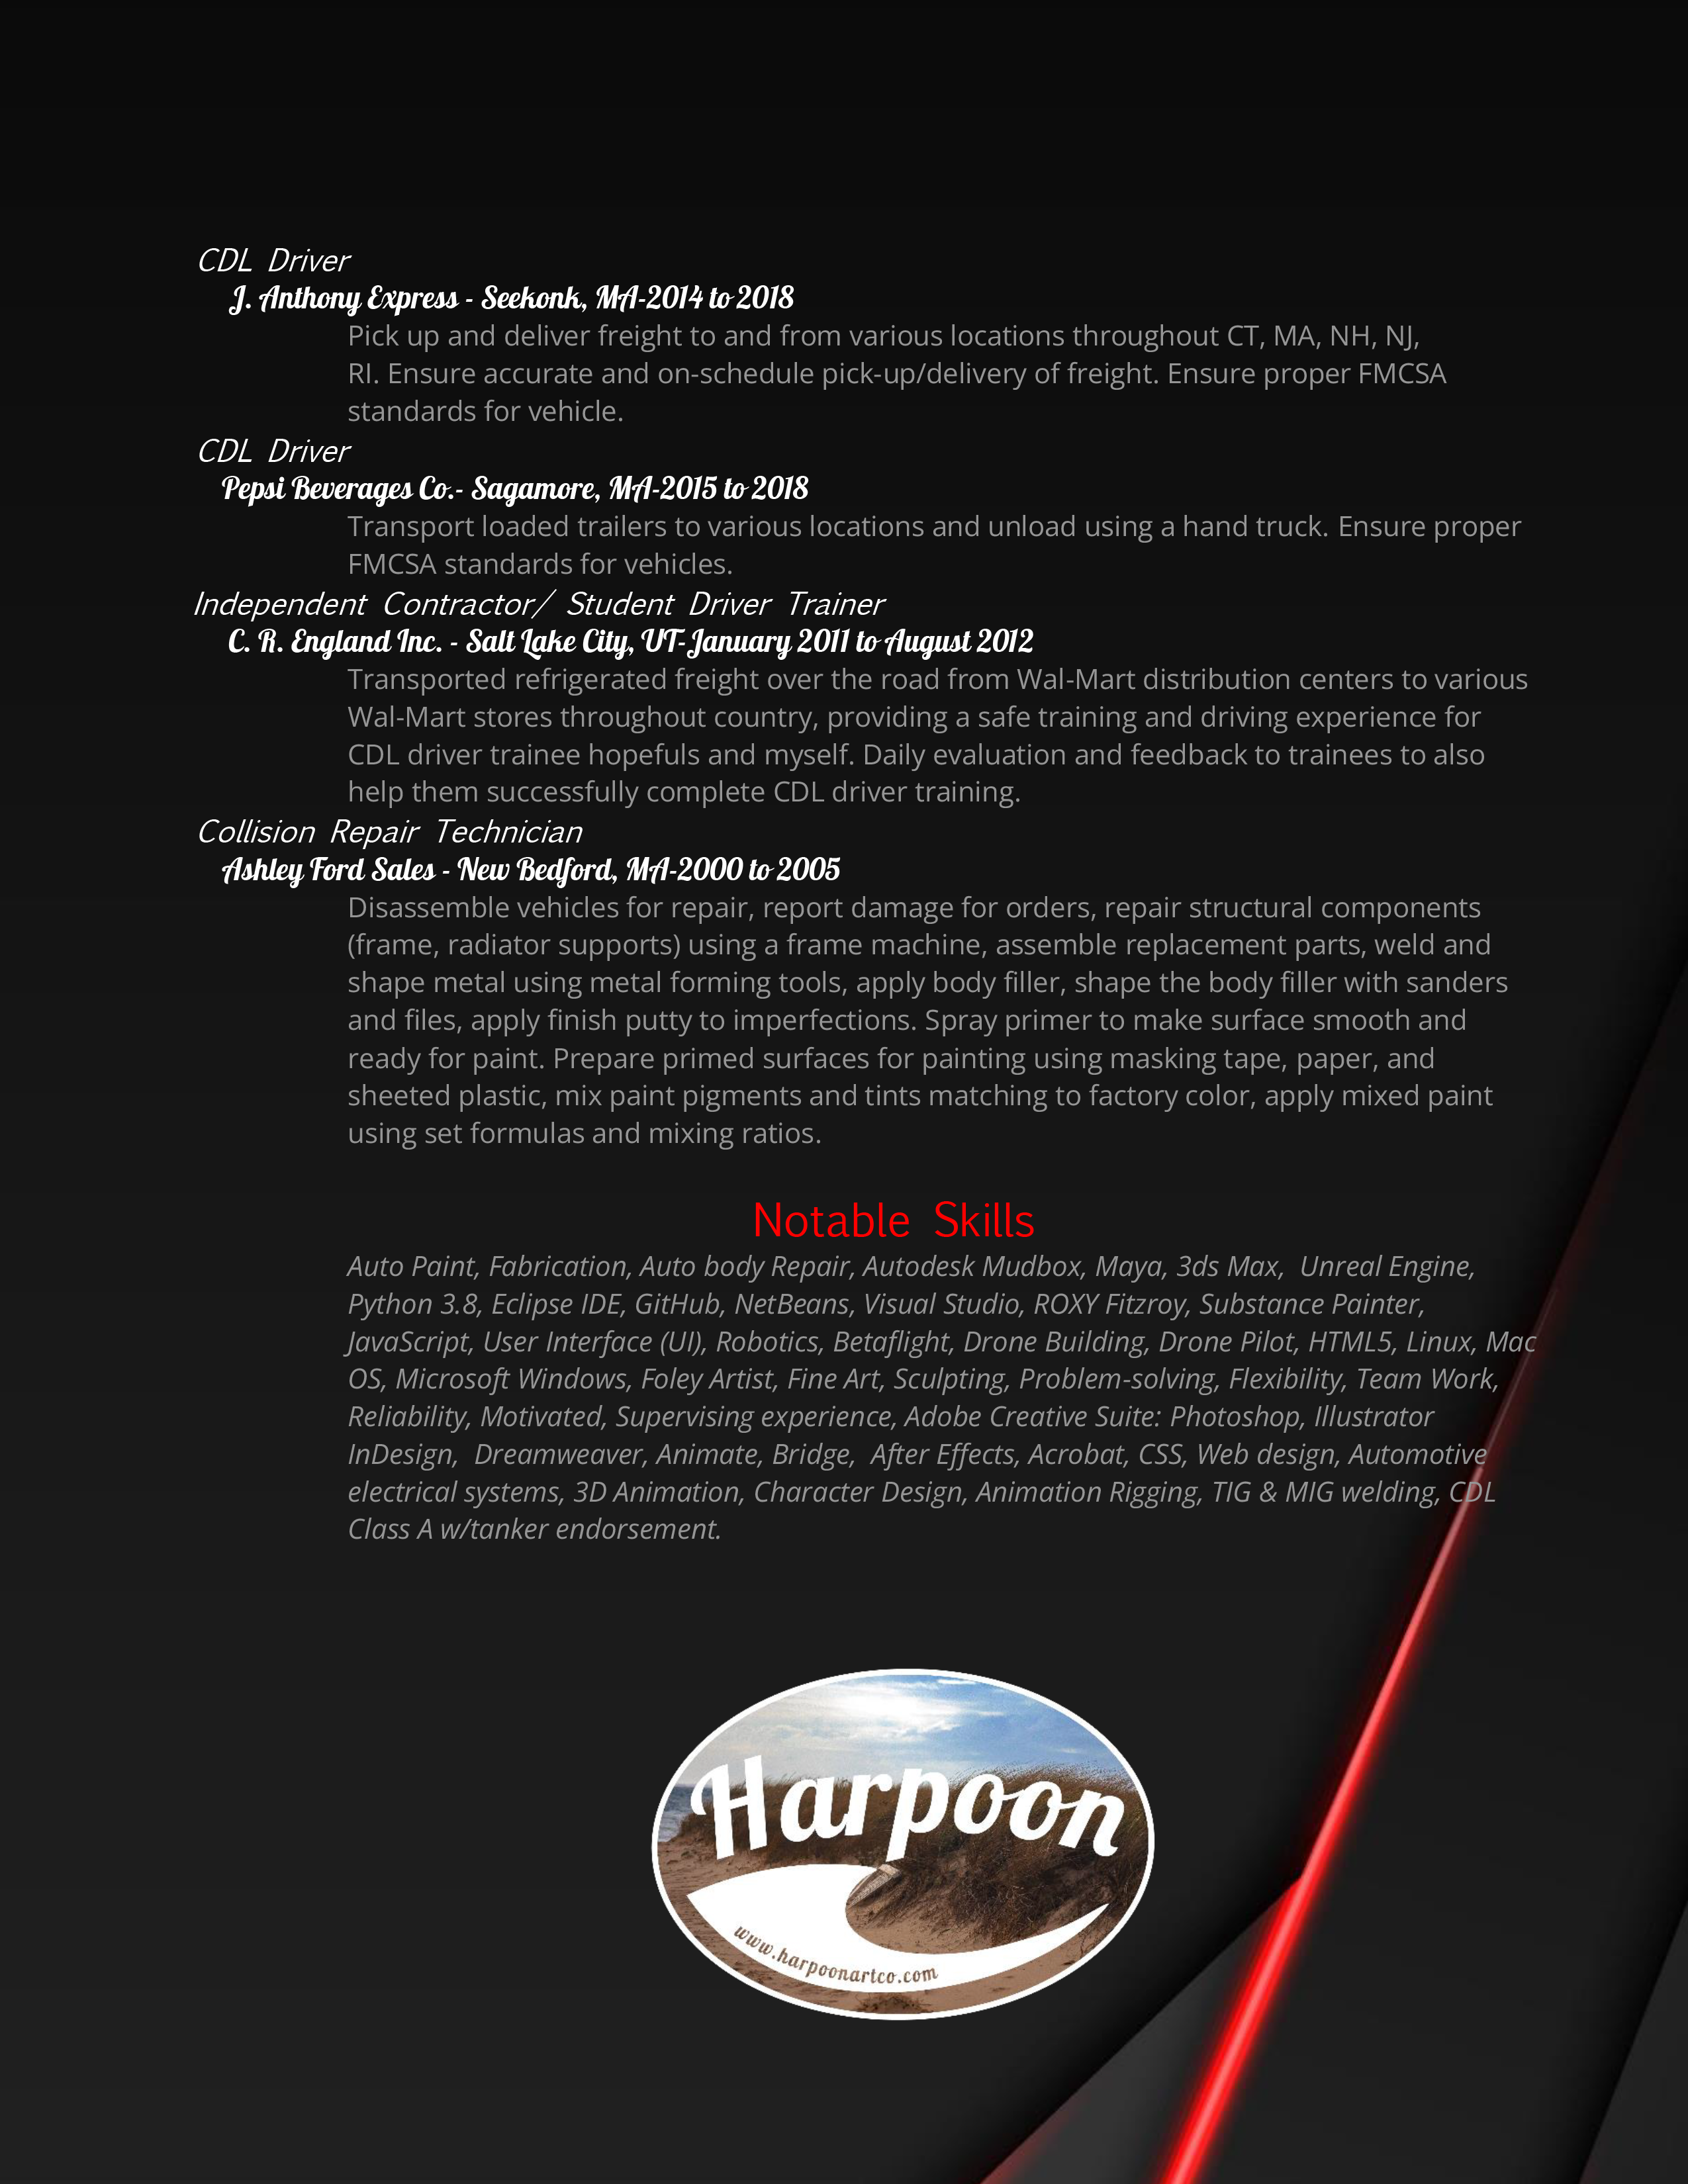 CDL Driver
J. Anthony Express - Seekonk, MA-2014 to 2018
Pick up and deliver freight to and from various locations throughout CT, MA, NH, NJ,
RI. Ensure accurate and on-schedule pick-up/delivery of freight. Ensure proper FMCSA
standards for vehicle.
CDL Driver
Pepsi Beverages Co.- Sagamore, MA-2015 to 2018
Transport loaded trailers to various locations and unload using a hand truck. Ensure proper
FMCSA standards for vehicles.
Independent Contractor/ Student Driver Trainer
C. R. England Inc. - Salt Lake City, UT-January 2011 to August 2012
Transported refrigerated freight over the road from Wal-Mart distribution centers to various
Wal-Mart stores throughout country, providing a safe training and driving experience for
CDL driver trainee hopefuls and myself. Daily evaluation and feedback to trainees to also
help them successfully complete CDL driver training.
Collision Repair Technician
Ashley Ford Sales - New Bedford, MA-2000 to 2005
Disassemble vehicles for repair, report damage for orders, repair structural components
(frame, radiator supports) using a frame machine, assemble replacement parts, weld and
shape metal using metal forming tools, apply body filler, shape the body filler with sanders
and files, apply finish putty to imperfections. Spray primer to make surface smooth and
ready for paint. Prepare primed surfaces for painting using masking tape, paper, and
sheeted plastic, mix paint pigments and tints matching to factory color, apply mixed paint
using set formulas and mixing ratios.
Notable Skills
Auto Paint, Fabrication, Auto body Repair, Autodesk Mudbox, Maya, 3ds Max,  Unreal Engine,
Python 3.8, Eclipse IDE, GitHub, NetBeans, Visual Studio, ROXY Fitzroy, Substance Painter,
JavaScript, User Interface (UI), Robotics, Betaflight, Drone Building, Drone Pilot, HTML5, Linux, Mac
OS, Microsoft Windows, Foley Artist, Fine Art, Sculpting, Problem-solving, Flexibility, Team Work,
Reliability, Motivated, Supervising experience, Adobe Creative Suite: Photoshop, Illustrator
InDesign,  Dreamweaver, Animate, Bridge,  After Effects, Acrobat, CSS, Web design, Automotive
electrical systems, 3D Animation, Character Design, Animation Rigging, TIG & MIG welding, CDL
Class A w/tanker endorsement.
Harpoon
www.harpoonartco.com